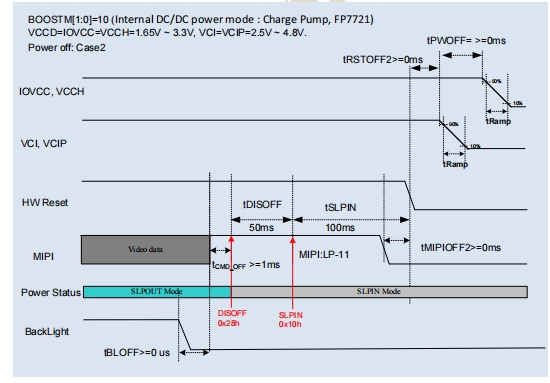 BOOSTM[1:0]=10 (Internal DC/DC power mode : Charge Pump, FP7721)
VCCD=IOVCC=VCCH=1.65V ~ 3.3V, VCI=VCIP=2.5V ~ 4.8V.
Power off: Case2
tPWOFF= >=0ms
tRSTOFF2>=0ms
IOVCC, VCCH
90%
10%
tRamp
VCI, VCIP
90%
10%
tRamp
HW Reset
tDISOFF
tSLPIN
50ms
100ms
MIPI
Video data
tCMD_OFF >=1ms
MIPI:LP-11
tMIPIOFF2>=0ms
Power Status
SLPOUT Mode
SLPIN Mode
DISOFF
0x28h
SLPIN
0x10h
BackLight
tBLOFF>=0 us